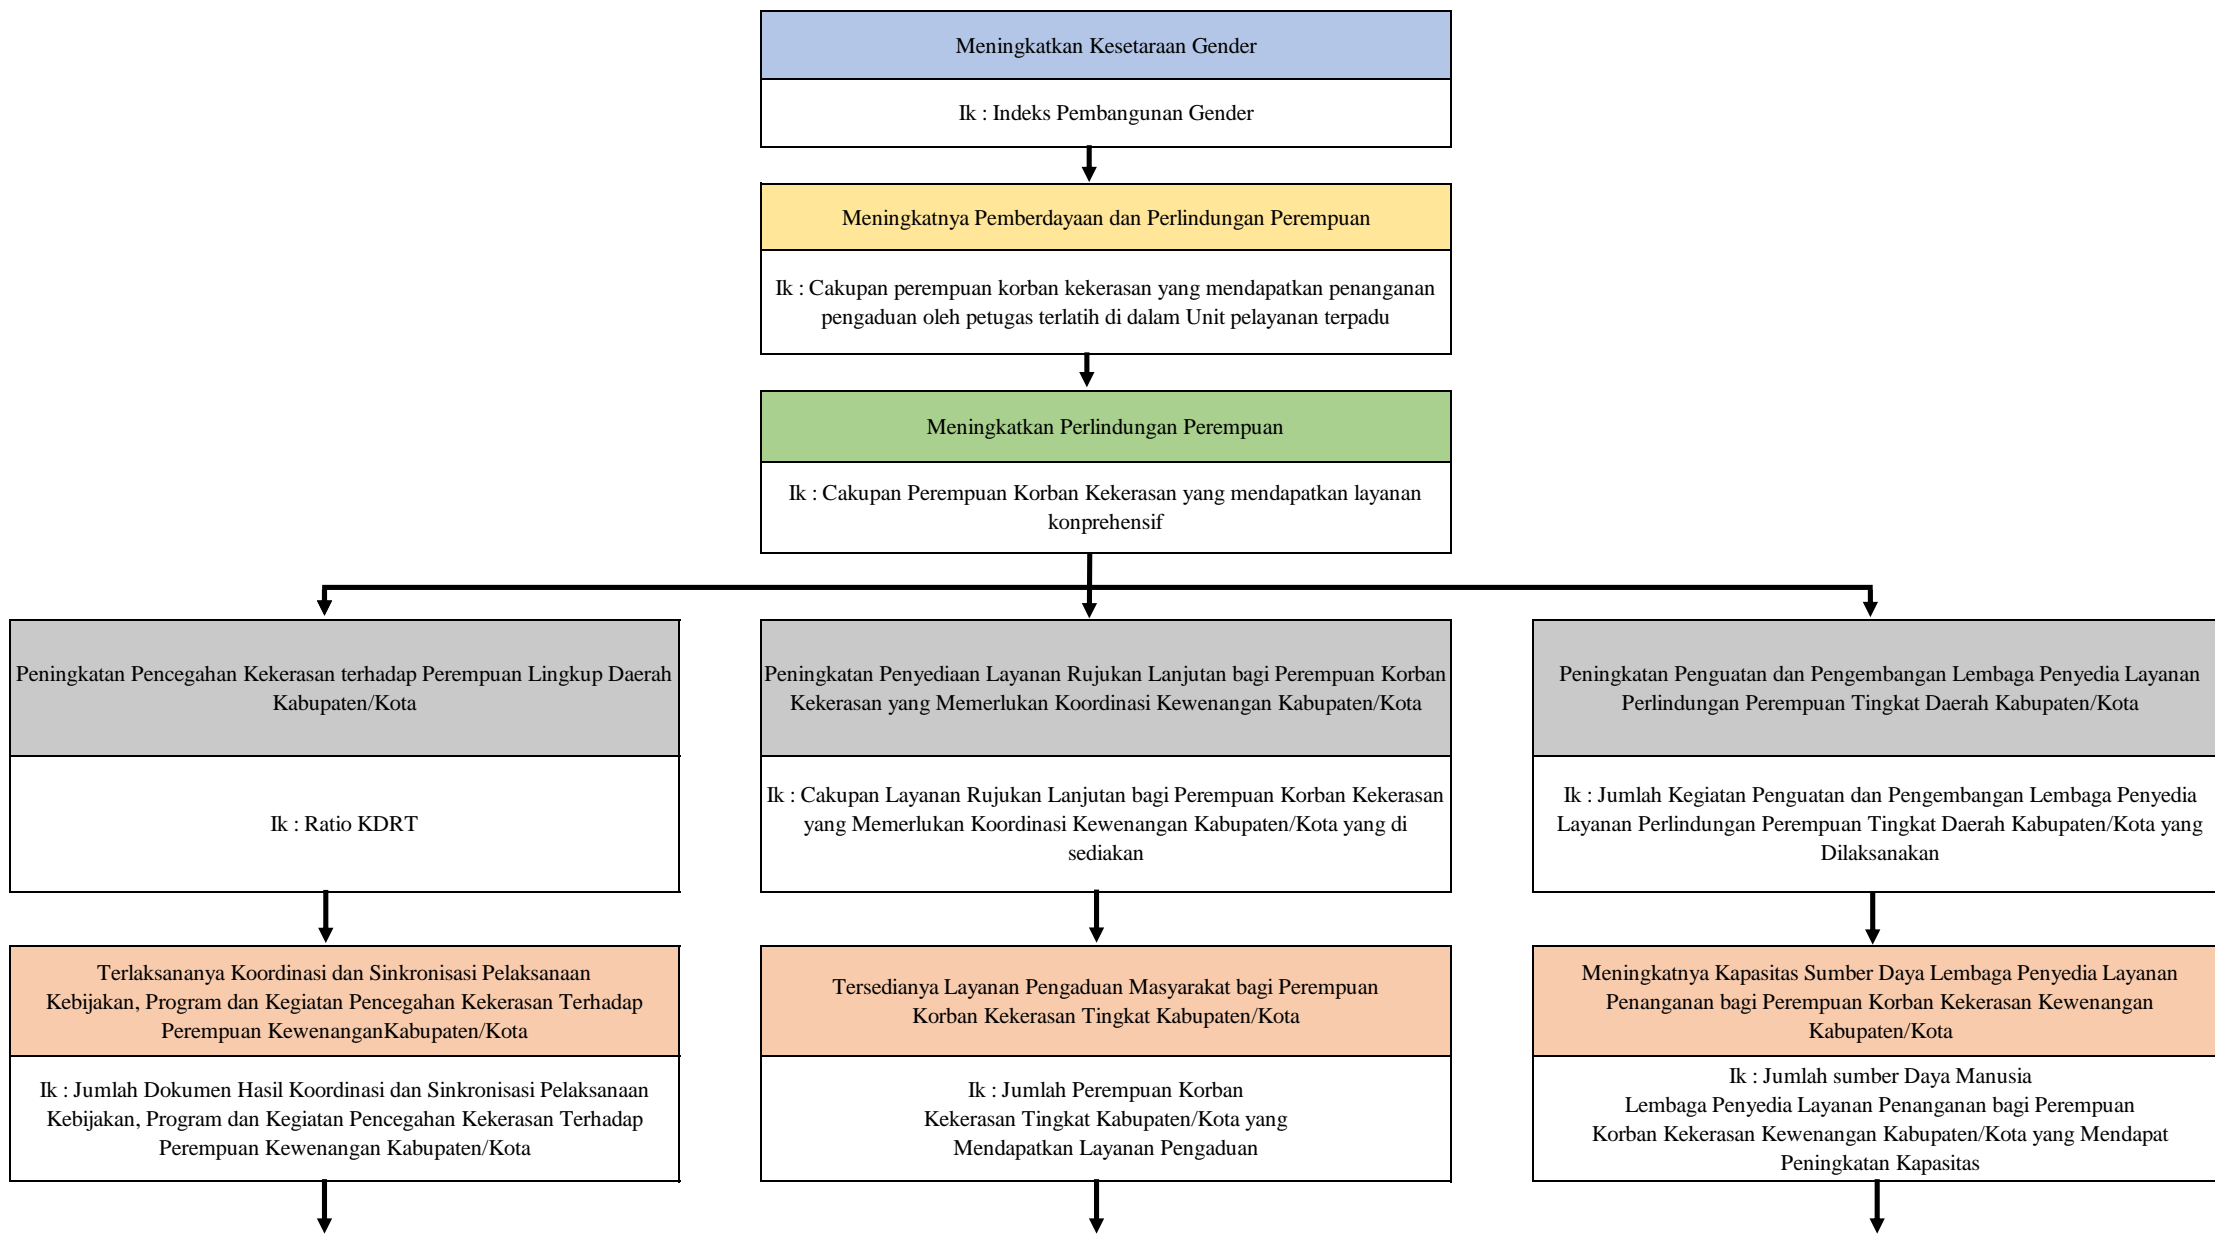 Meningkatkan Kesetaraan Gender
Ik : Indeks Pembangunan Gender
Meningkatnya Pemberdayaan dan Perlindungan Perempuan
Ik : Cakupan perempuan korban kekerasan yang mendapatkan penanganan
pengaduan oleh petugas terlatih di dalam Unit pelayanan terpadu
Meningkatkan Perlindungan Perempuan
Ik : Cakupan Perempuan Korban Kekerasan yang mendapatkan layanan
konprehensif
Peningkatan Pencegahan Kekerasan terhadap Perempuan Lingkup Daerah
Kabupaten/Kota
Ik : Ratio KDRT
Peningkatan Penyediaan Layanan Rujukan Lanjutan bagi Perempuan Korban
Kekerasan yang Memerlukan Koordinasi Kewenangan Kabupaten/Kota
Ik : Cakupan Layanan Rujukan Lanjutan bagi Perempuan Korban Kekerasan
yang Memerlukan Koordinasi Kewenangan Kabupaten/Kota yang di
sediakan
Peningkatan Penguatan dan Pengembangan Lembaga Penyedia Layanan
Perlindungan Perempuan Tingkat Daerah Kabupaten/Kota
Ik : Jumlah Kegiatan Penguatan dan Pengembangan Lembaga Penyedia
Layanan Perlindungan Perempuan Tingkat Daerah Kabupaten/Kota yang
Dilaksanakan
Terlaksananya Koordinasi dan Sinkronisasi Pelaksanaan
Kebijakan, Program dan Kegiatan Pencegahan Kekerasan Terhadap
Perempuan KewenanganKabupaten/Kota
Ik : Jumlah Dokumen Hasil Koordinasi dan Sinkronisasi Pelaksanaan
Kebijakan, Program dan Kegiatan Pencegahan Kekerasan Terhadap
Perempuan Kewenangan Kabupaten/Kota
Tersedianya Layanan Pengaduan Masyarakat bagi Perempuan
Korban Kekerasan Tingkat Kabupaten/Kota
Ik : Jumlah Perempuan Korban
Kekerasan Tingkat Kabupaten/Kota yang
Mendapatkan Layanan Pengaduan
Meningkatnya Kapasitas Sumber Daya Lembaga Penyedia Layanan
Penanganan bagi Perempuan Korban Kekerasan Kewenangan
Kabupaten/Kota
Ik : Jumlah sumber Daya Manusia
Lembaga Penyedia Layanan Penanganan bagi Perempuan
Korban Kekerasan Kewenangan Kabupaten/Kota yang Mendapat
Peningkatan Kapasitas